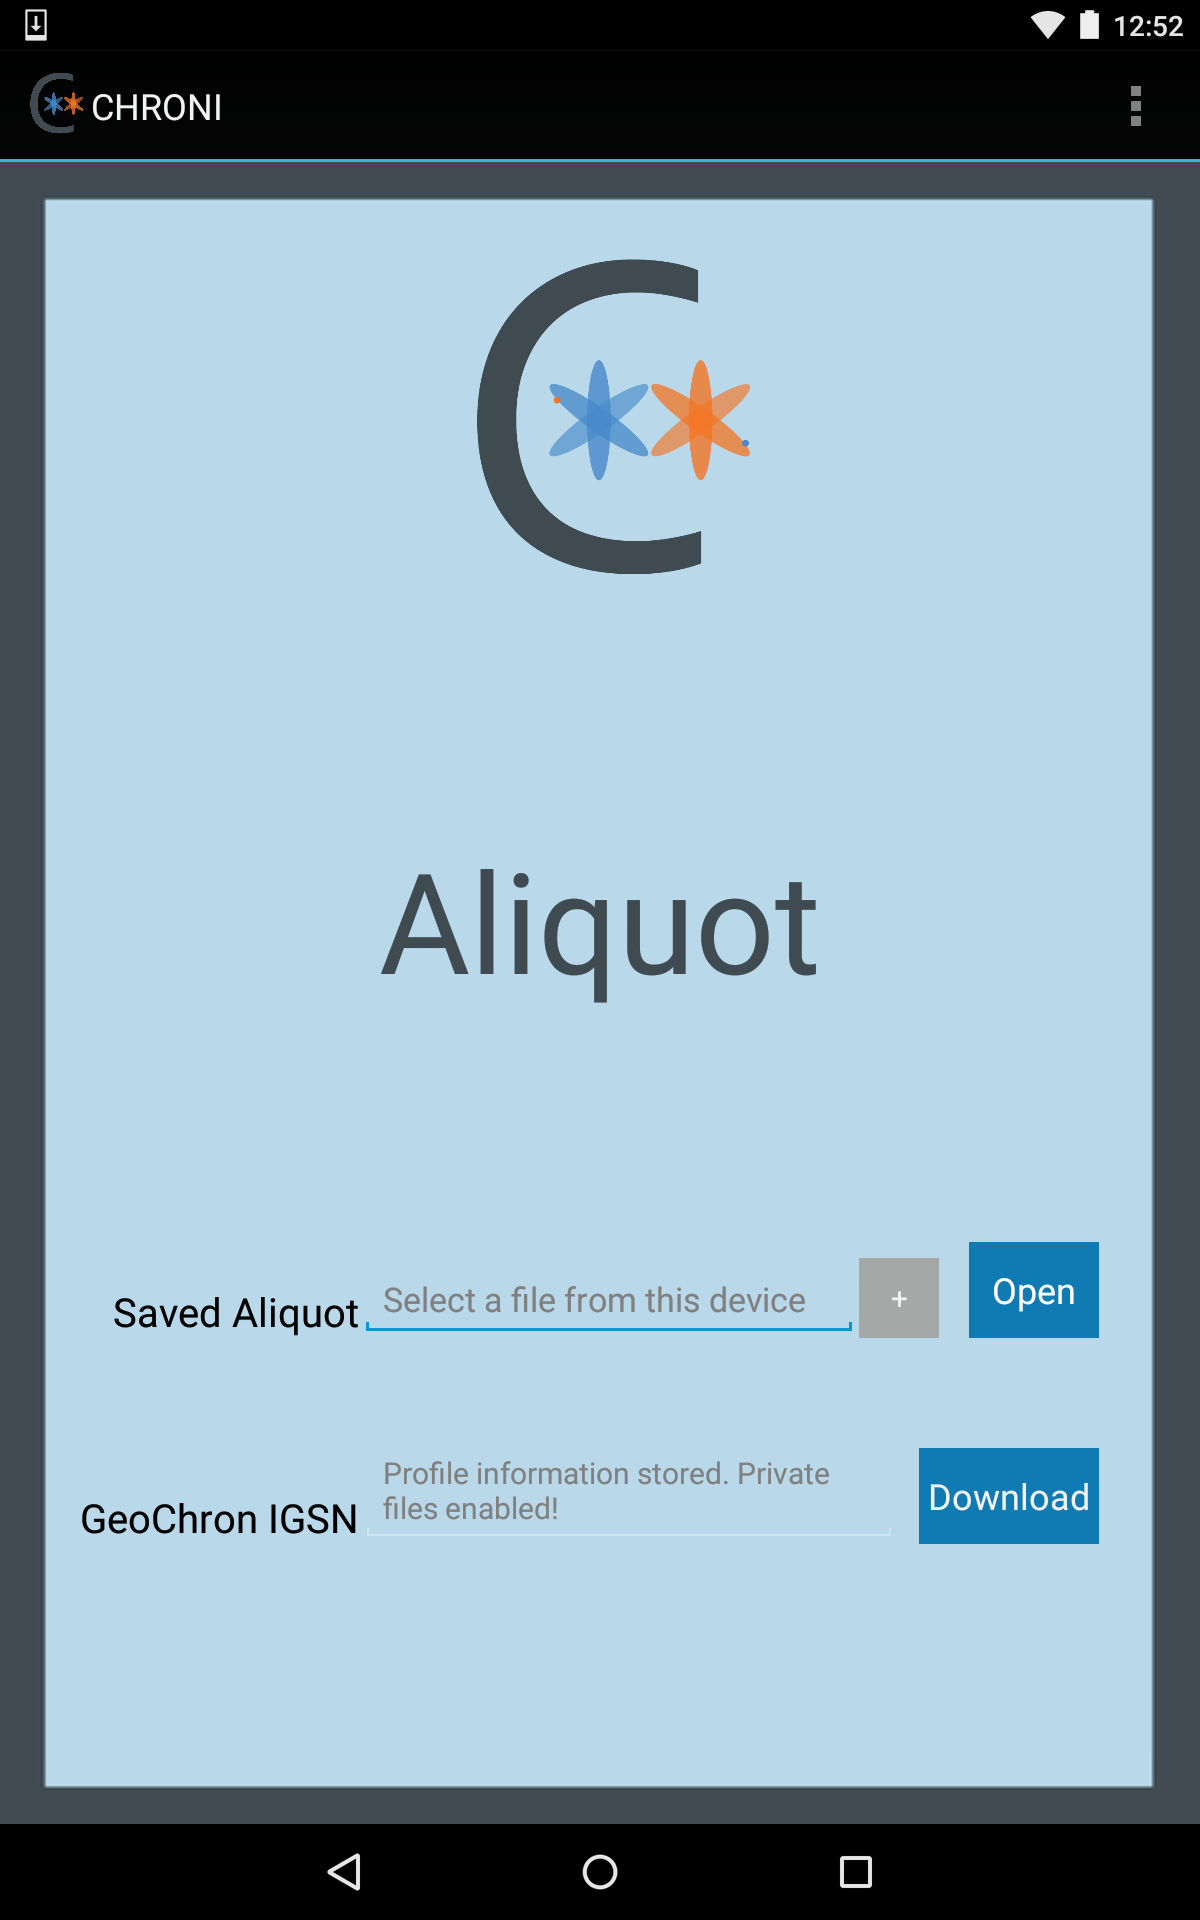 12:52
CHRONI
Aliquot
Saved Aliquot
Select a file from this device
+
Open
GeoChron IGSN
Profile information stored. Private
files enabled!
Download